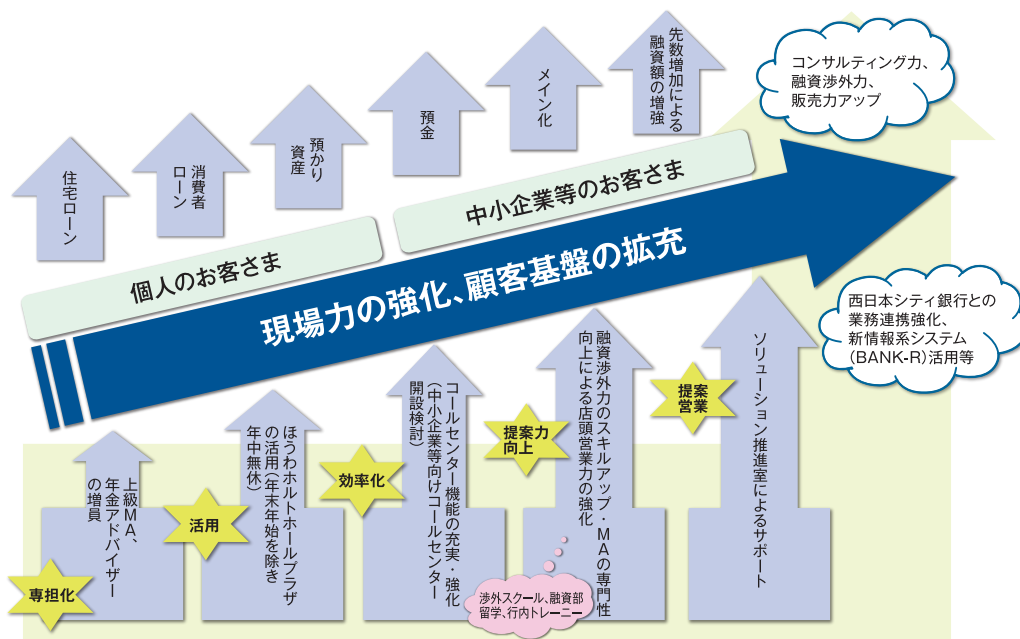 住宅ローン
消費者
ローン
預かり
資産
預金
メイン化
先数増加による
融資額の増強
コンサルティング力、
融資渉外力、
販売力アップ
個人のお客さま
中小企業等のお客さま
現場力の強化、顧客基盤の拡充
西日本シティ銀行との
業務連携強化、
新情報系システム
(BANK-R)活用等
専担化
上級MA、
年金アドバイザー
の増員
活用
ほうわホルトホールプラザ
の活用(年末年始を除き
年中無休)
効率化
コールセンター機能の充実・強化
(中小企業等向けコールセンター
開設検討)
提案力
向上
融資渉外力のスキルアップ・MAの専門性
向上による店頭営業力の強化
渉外スクール、融資部
留学、行内トレーニー
提案
営業
ソリューション推進室によるサポート